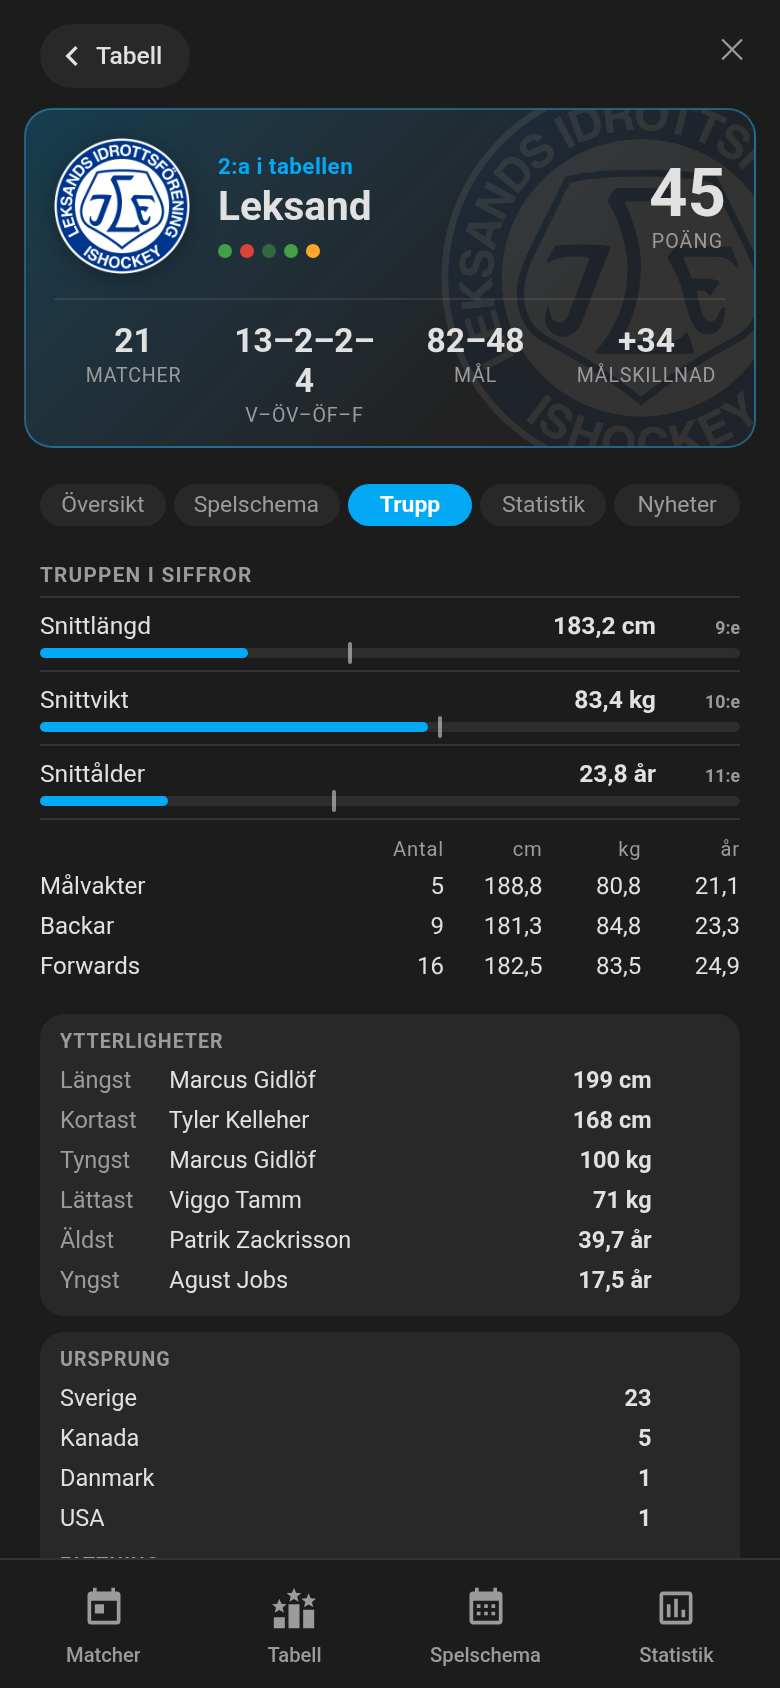 Tabell
LEKSANDS IDROTTSFÖRENING
ISHOCKEY
2:a i tabellen
Leksand
45
POÄNG
21
MATCHER
13–2–2–
4
V–ÖV–ÖF–F
82–48
MÅL
+34
MÅLSKILLNAD
Översikt Spelschema Trupp Statistik Nyheter
TRUPPEN I SIFFROR
Snittlängd 183,2 cm 9:e
Snittvikt 83,4 kg 10:e
Snittålder 23,8 år 11:e
Antal cm kg år
Målvakter 5 188,8 80,8 21,1
Backar 9 181,3 84,8 23,3
Forwards 16 182,5 83,5 24,9
YTTERLIGHETER
Längst Marcus Gidlöf 199 cm
Kortast Tyler Kelleher 168 cm
Tyngst Marcus Gidlöf 100 kg
Lättast Viggo Tamm 71 kg
Äldst Patrik Zackrisson 39,7 år
Yngst Agust Jobs 17,5 år
URSPRUNG
Sverige 23
Kanada 5
Danmark 1
USA 1
Matcher Tabell Spelschema Statistik